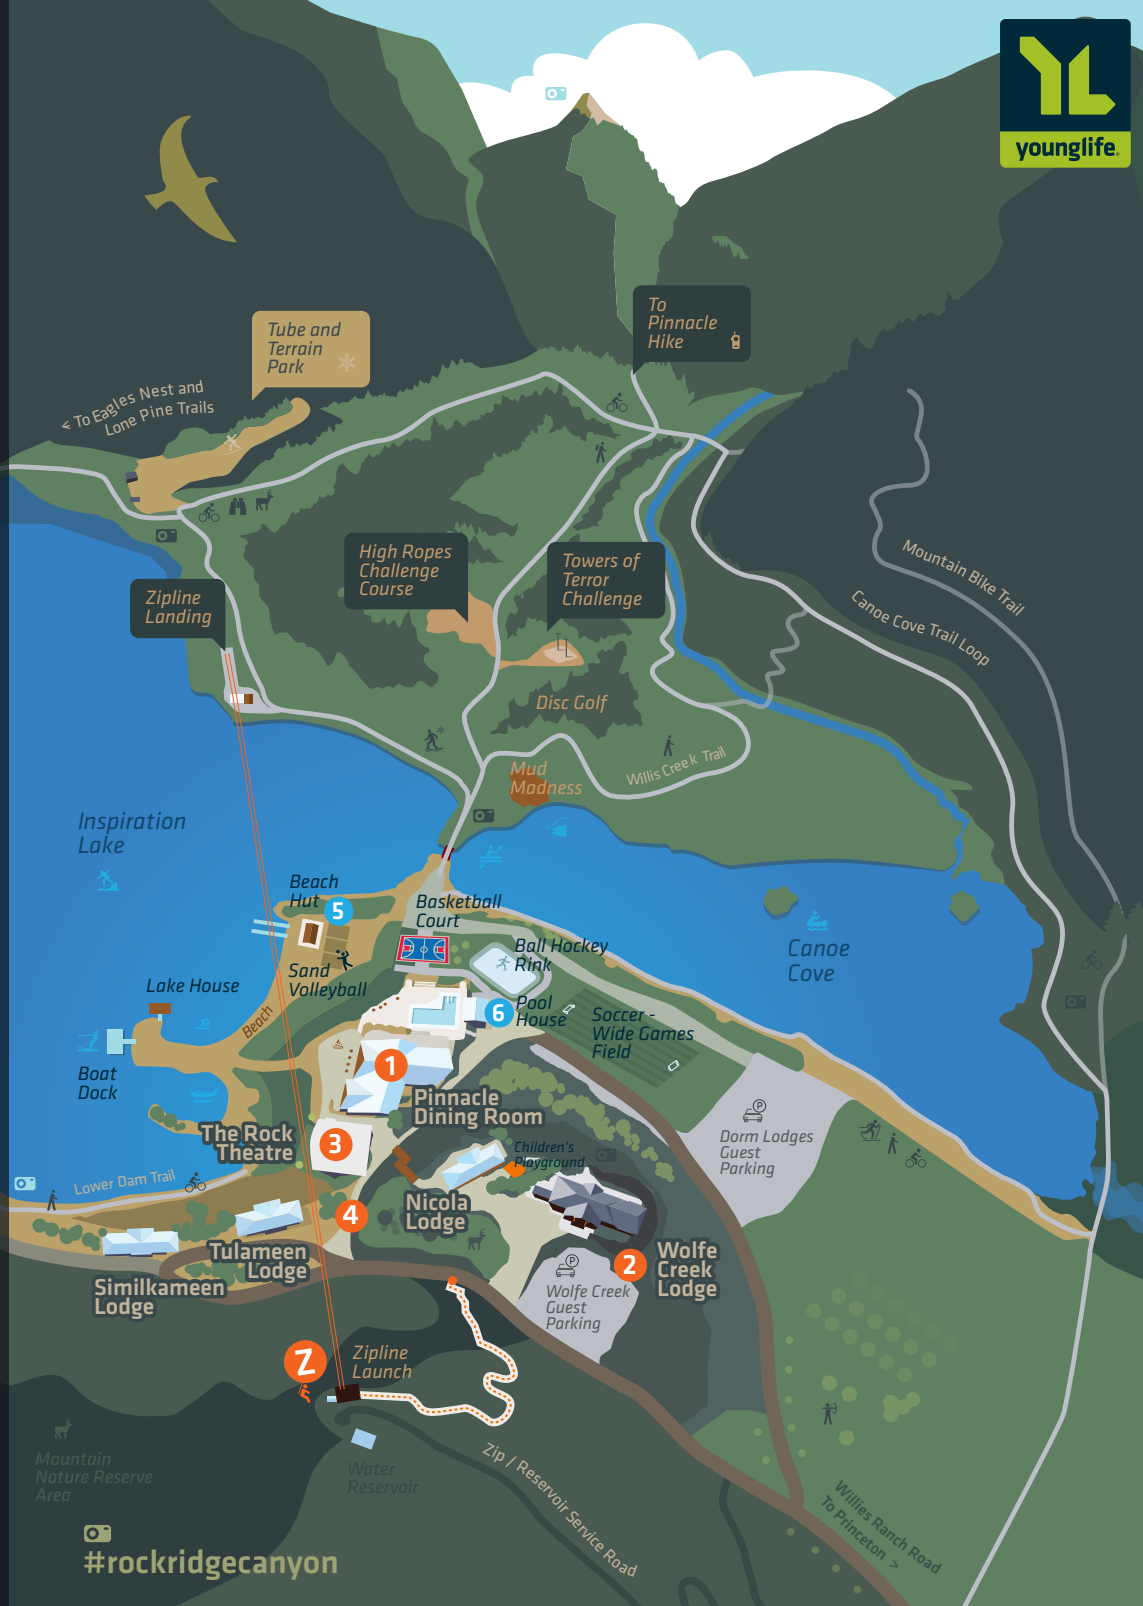 younglife.
To
Pinnacle
Hike
Tube and
Terrain
Park
< To Eagles Nest and
Lone Pine Trails
High Ropes
Challenge
Course
Towers of
Terror
Challenge
Mountain Bike Trail
Canoe Cove Trail Loop
Zipline
Landing
Disc Golf
Willis Creek Trail
Mud
Madness
Inspiration
Lake
Beach
Hut
5
Basketball
Court
Ball Hockey
Rink
Canoe
Cove
Sand
Volleyball
Lake House
Beach
6
Pool
House
Soccer -
Wide Games
Field
Boat
Dock
1
Pinnacle
Dining Room
The Rock
Theatre
3
Children's
Playground
P
Dorm Lodges
Guest
Parking
Lower Dam Trail
4
Nicola
Lodge
Tulameen
Lodge
Similkameen
Lodge
2
Wolfe
Creek
Lodge
P
Wolfe Creek
Guest
Parking
Z
Zipline
Launch
Mountain
Nature Reserve
Area
Water
Reservoir
Zip / Reservoir Service Road
Willies Ranch Road
To Princeton >
#rockridgecanyon